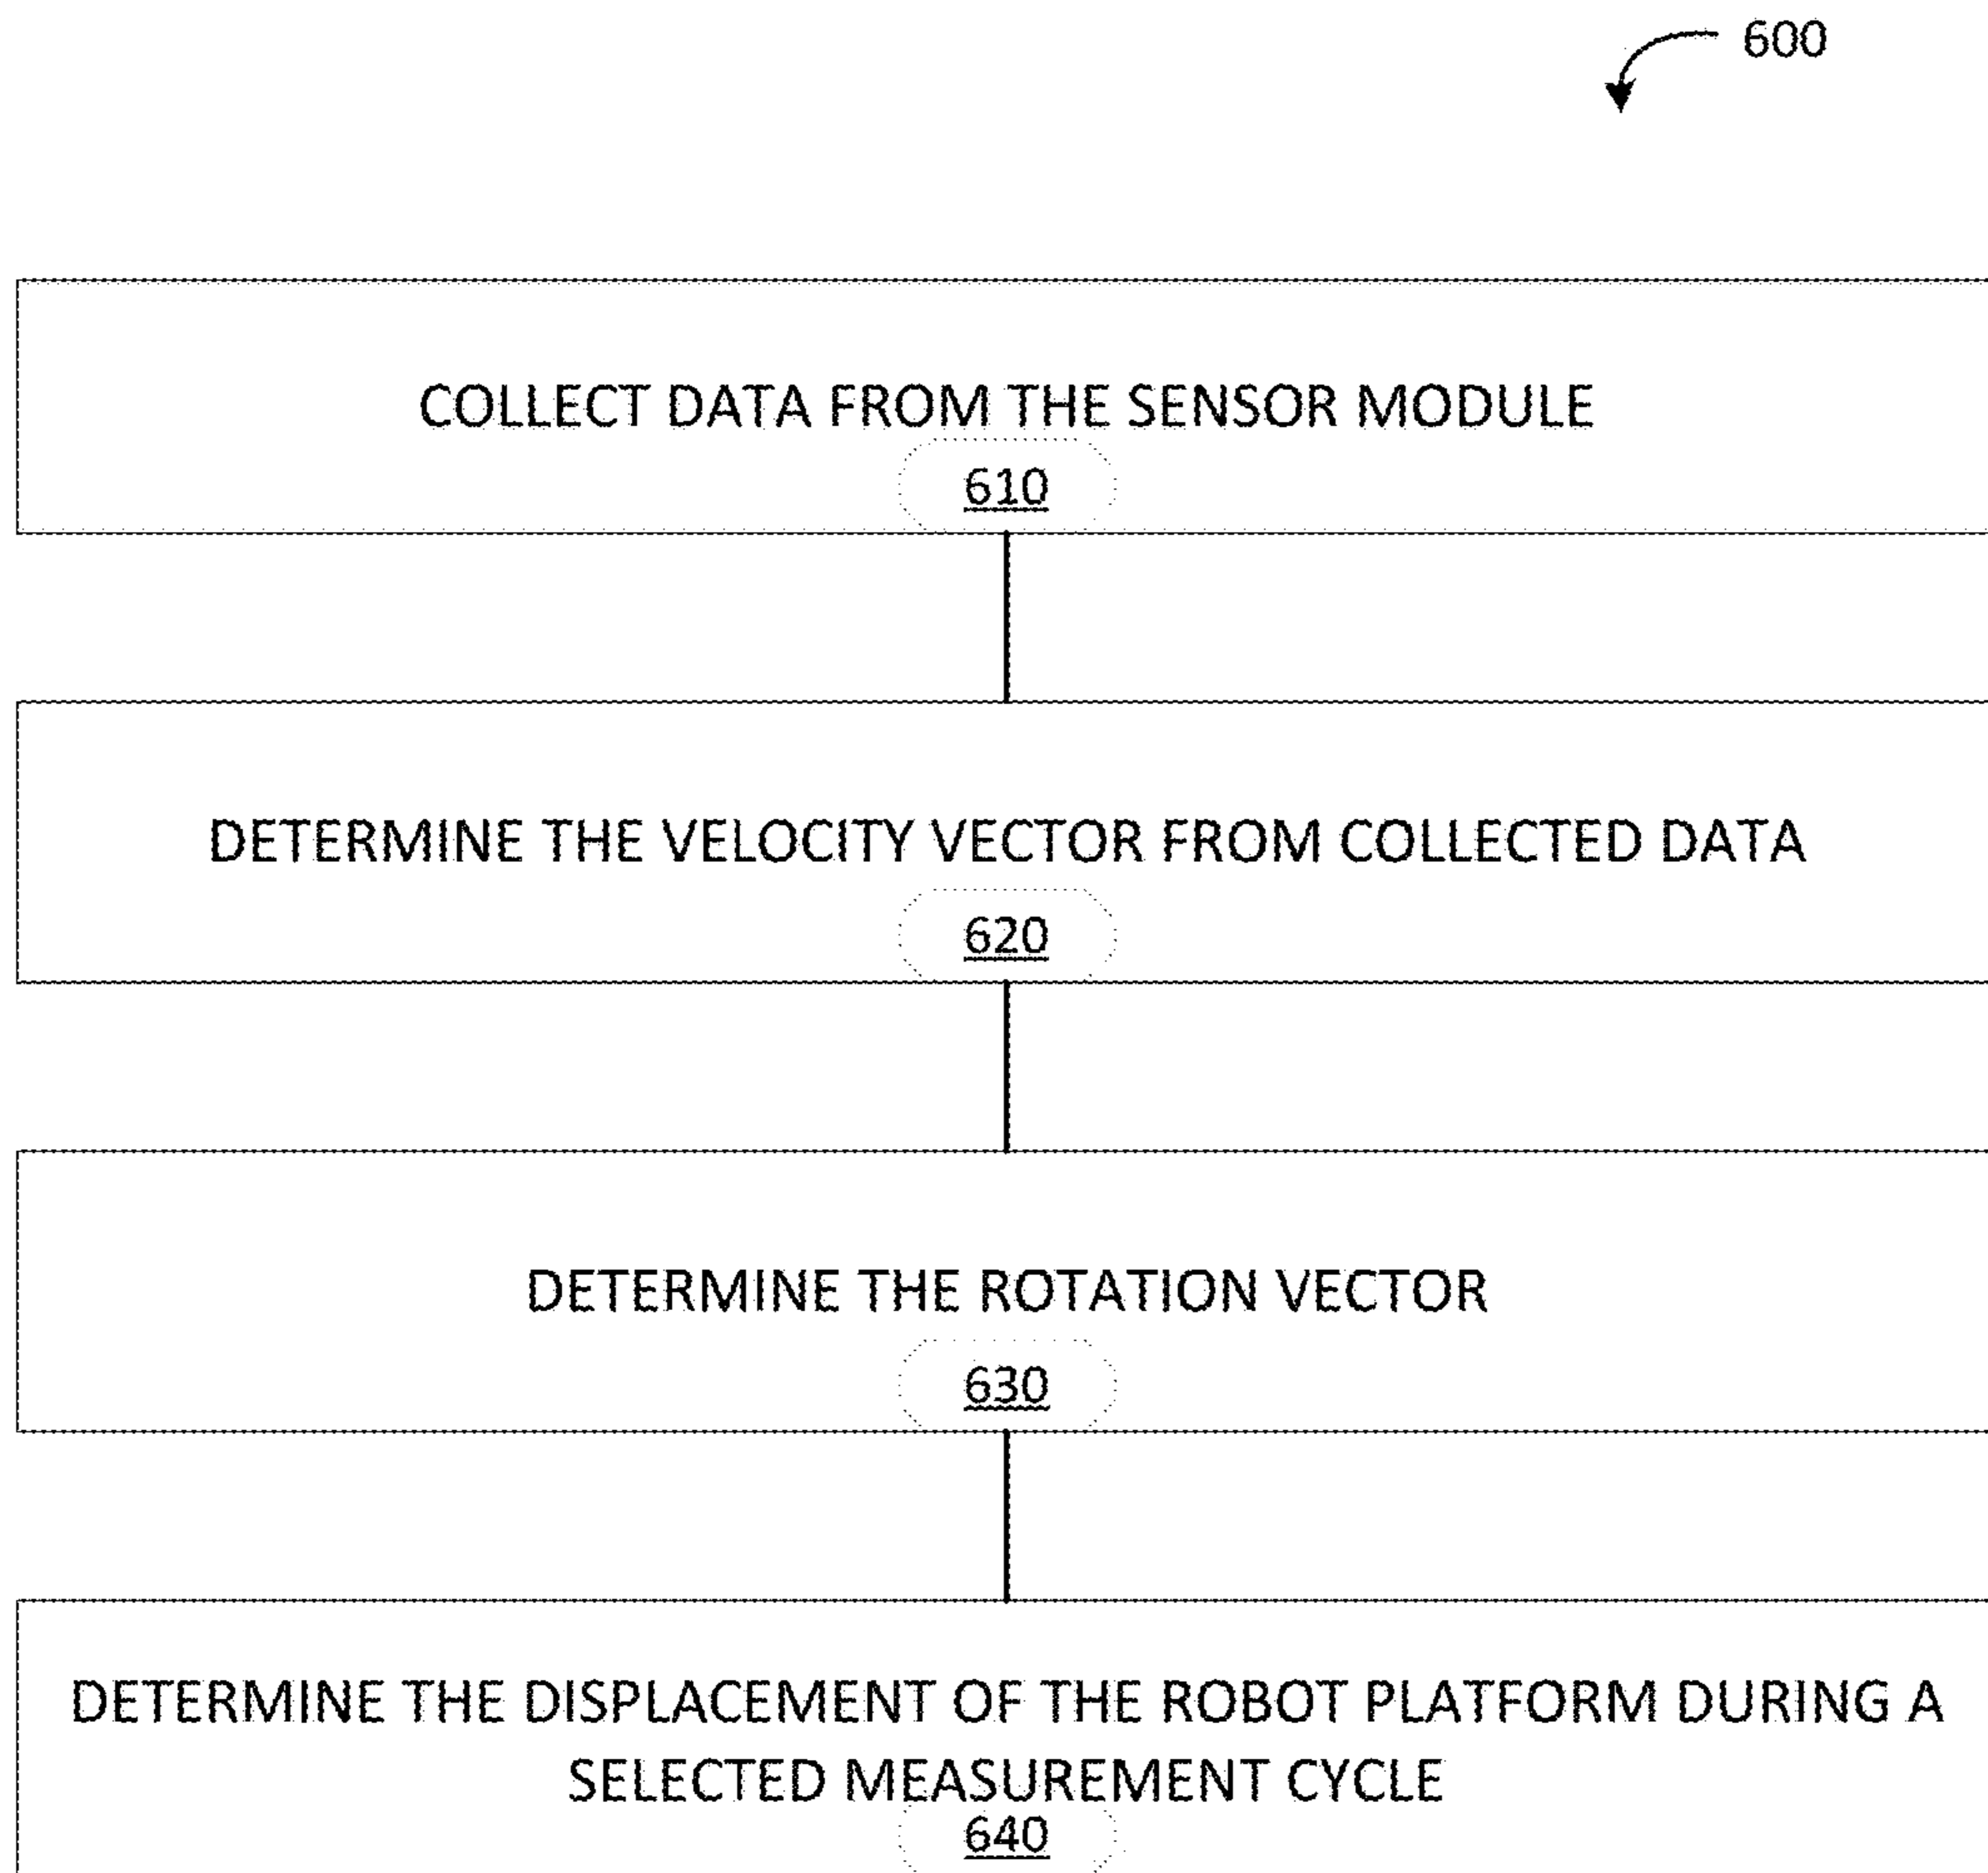 600
COLLECT DATA FROM THE SENSOR MODULE
610
DETERMINE THE VELOCITY VECTOR FROM COLLECTED DATA
620
DETERMINE THE ROTATION VECTOR
630
DETERMINE THE DISPLACEMENT OF THE ROBOT PLATFORM DURING A
SELECTED MEASUREMENT CYCLE
640